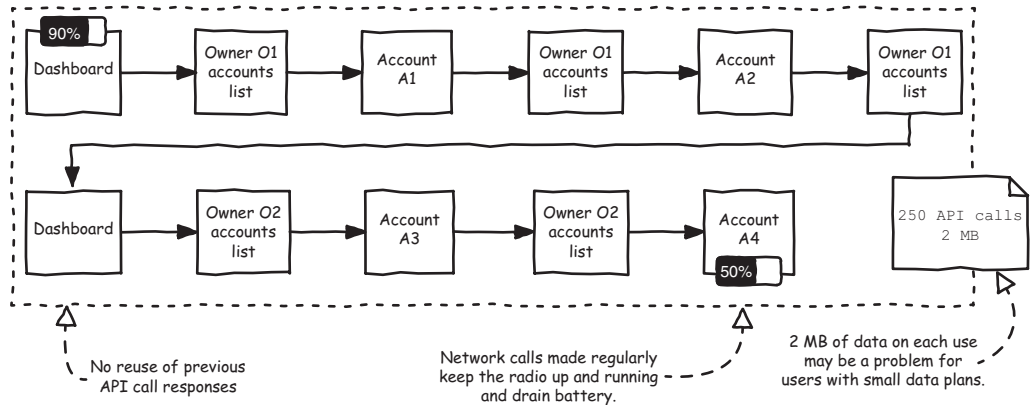 90%
Dashboard
Owner O1
accounts
list
Account
A1
Owner O1
accounts
list
Account
A2
Owner O1
accounts
list
Dashboard
Owner O2
accounts
list
Account
A3
Owner O2
accounts
list
Account
A4
50%
250 API calls
2 MB
No reuse of previous
API call responses
Network calls made regularly
keep the radio up and running
and drain battery.
2 MB of data on each use
may be a problem for
users with small data plans.